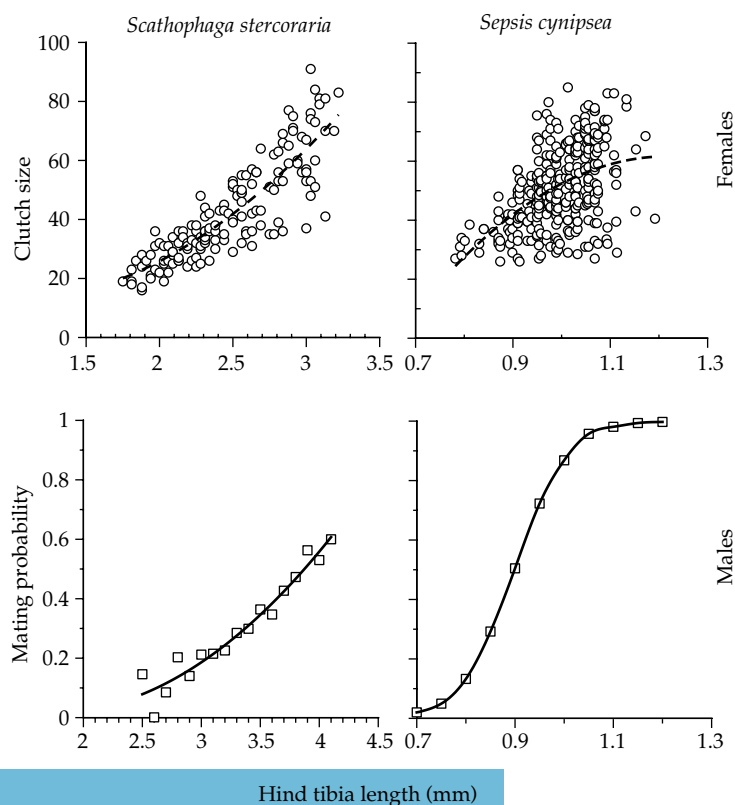 Scathophaga stercoraria
Sepsis cynipsea
100
80
60
40
20
0
Clutch size
1.5 2 2.5 3 3.5
0.7 0.9 1.1 1.3
Females
1
0.8
0.6
0.4
0.2
0
Mating probability
2 2.5 3 3.5 4 4.5
0.7 0.9 1.1 1.3
Males
Hind tibia length (mm)